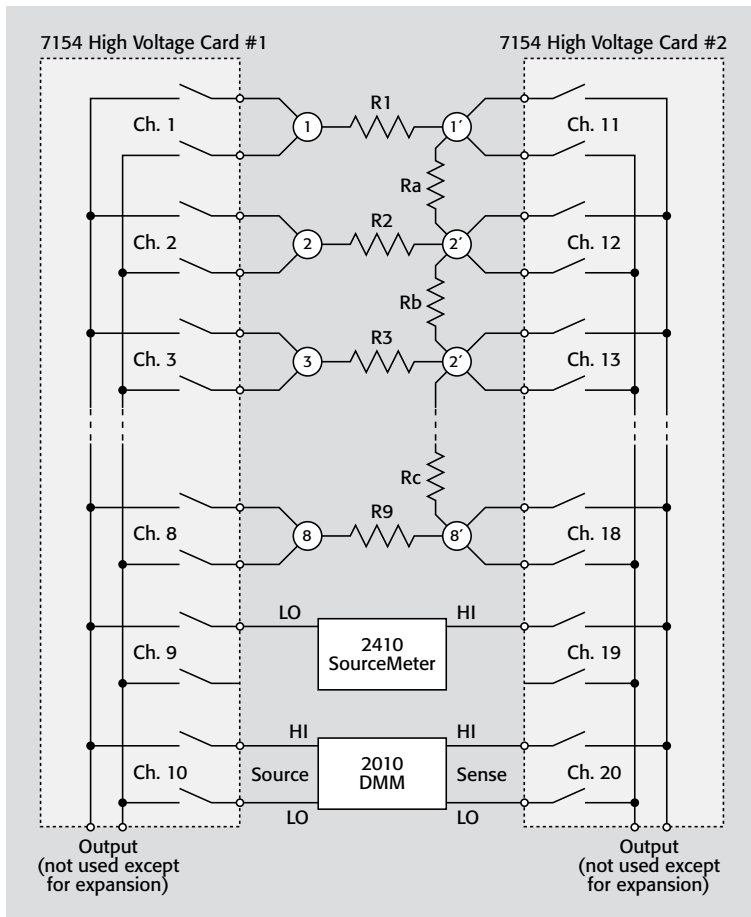 7154 High Voltage Card #1
7154 High Voltage Card #2
Ch. 1
1
R1
1′
Ch. 11
Ra
Ch. 2
2
R2
2′
Ch. 12
Rb
Ch. 3
3
R3
2′
Ch. 13
Rc
Ch. 8
8
R9
8′
Ch. 18
LO
HI
Ch. 9
2410
SourceMeter
Ch. 19
HI
HI
Ch. 10
Source
2010
DMM
Sense
Ch. 20
LO
LO
Output
(not used except
for expansion)
Output
(not used except
for expansion)